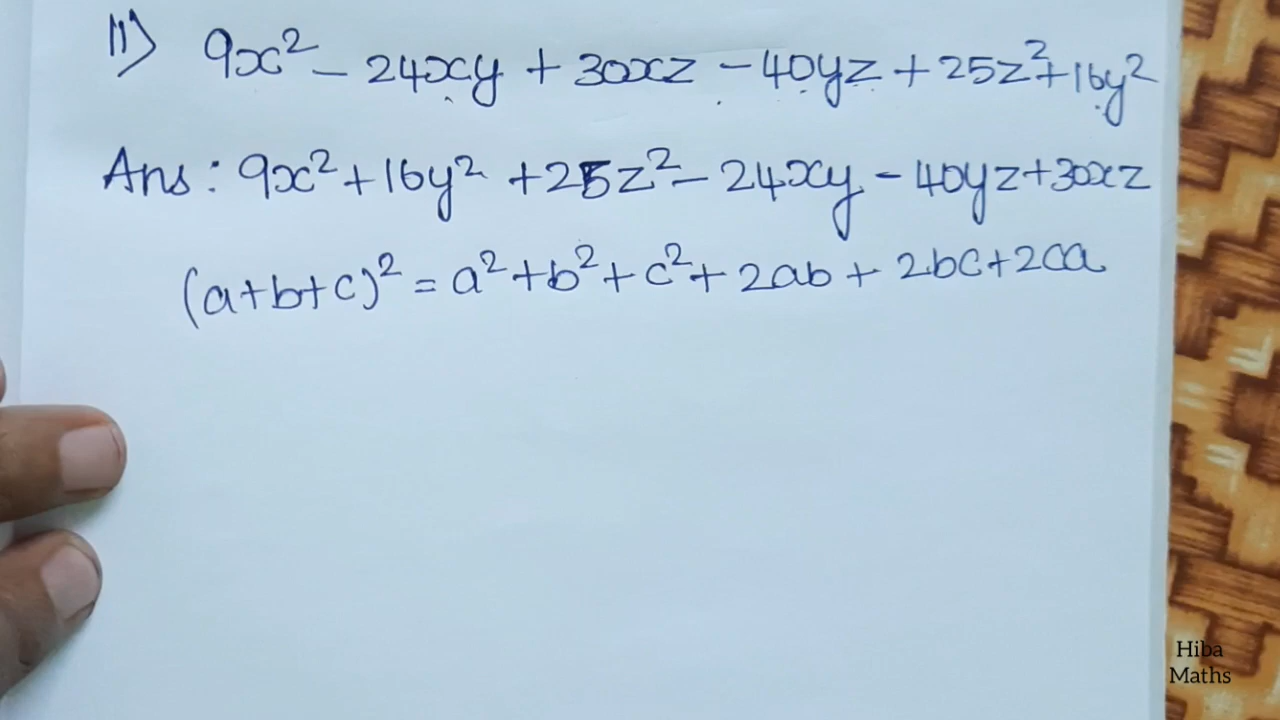 11) 9x² - 24xy + 30xz - 40yz + 25z² + 16y²
Ans : 9x² + 16y² + 25z² - 24xy - 40yz + 30xz
(a+b+c)² = a² + b² + c² + 2ab + 2bc + 2ca
Hiba
Maths